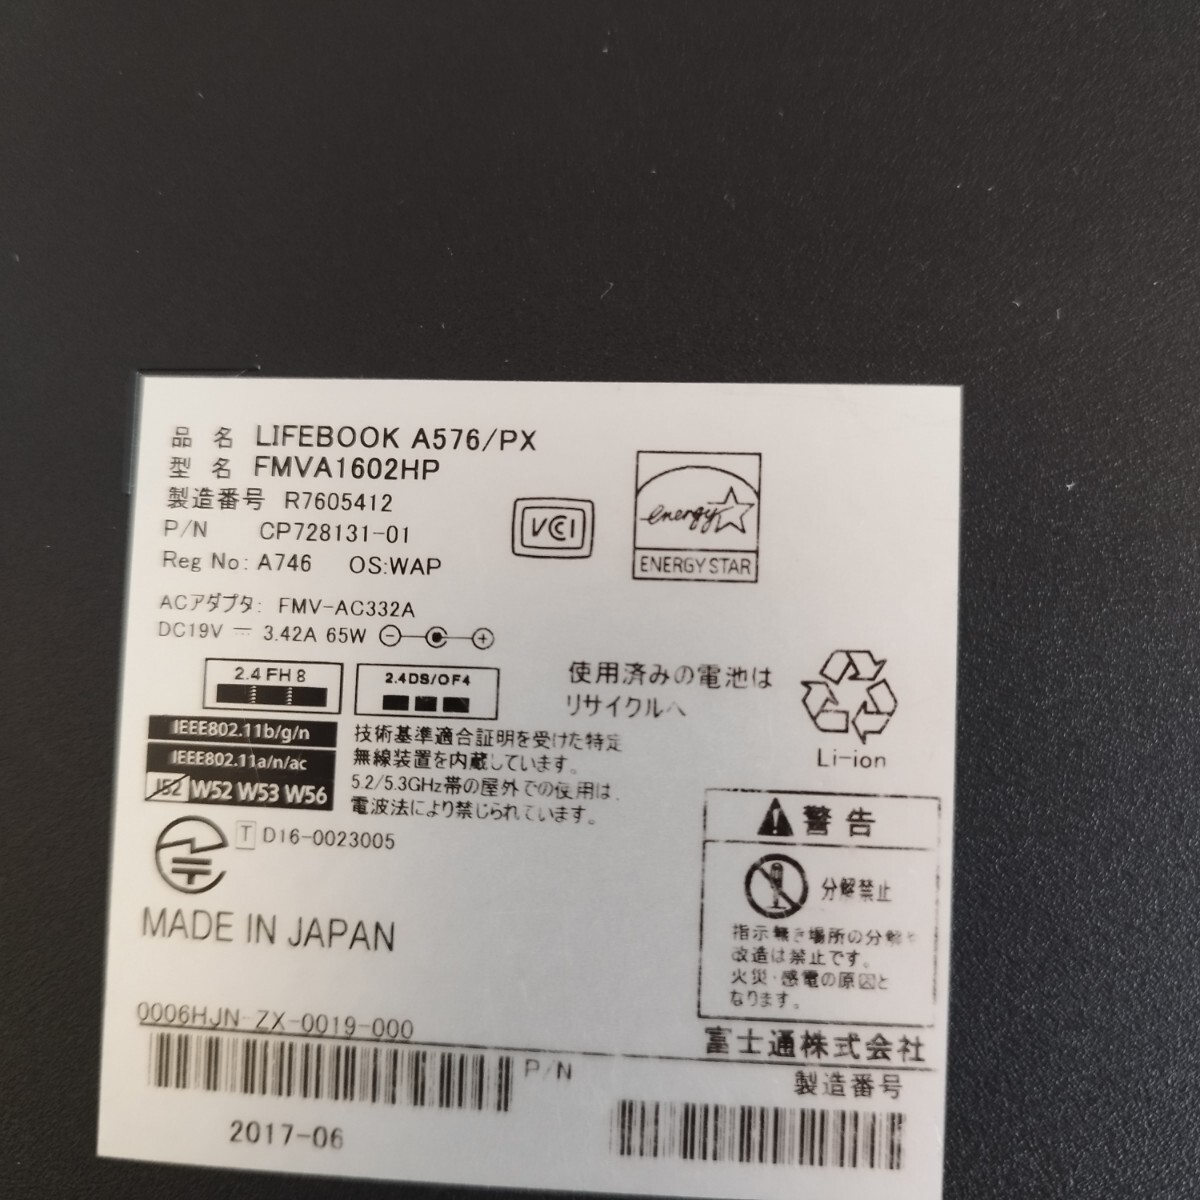 品 名 LIFEBOOK A576/PX
型 名 FMVA1602HP
製造番号 R7605412
P/N CP728131-01
Reg No: A746 OS:WAP
VCCI
energy
ENERGY STAR
ACアダプタ: FMV-AC332A
DC19V ⎓ 3.42A 65W
2.4 FH 8
2.4DS/OF4
使用済みの電池は
リサイクルへ
Li-ion
IEEE802.11b/g/n
IEEE802.11a/n/ac
J52 W52 W53 W56
技術基準適合証明を受けた特定
無線装置を内蔵しています。
5.2/5.3GHz帯の屋外での使用は、
電波法により禁じられています。
T D16-0023005
MADE IN JAPAN
警告
分解禁止
指示無き場所の分解や
改造は禁止です。
火災・感電の原因と
なります。
0006HJN-ZX-0019-000
富士通株式会社
P/N
製造番号
2017-06